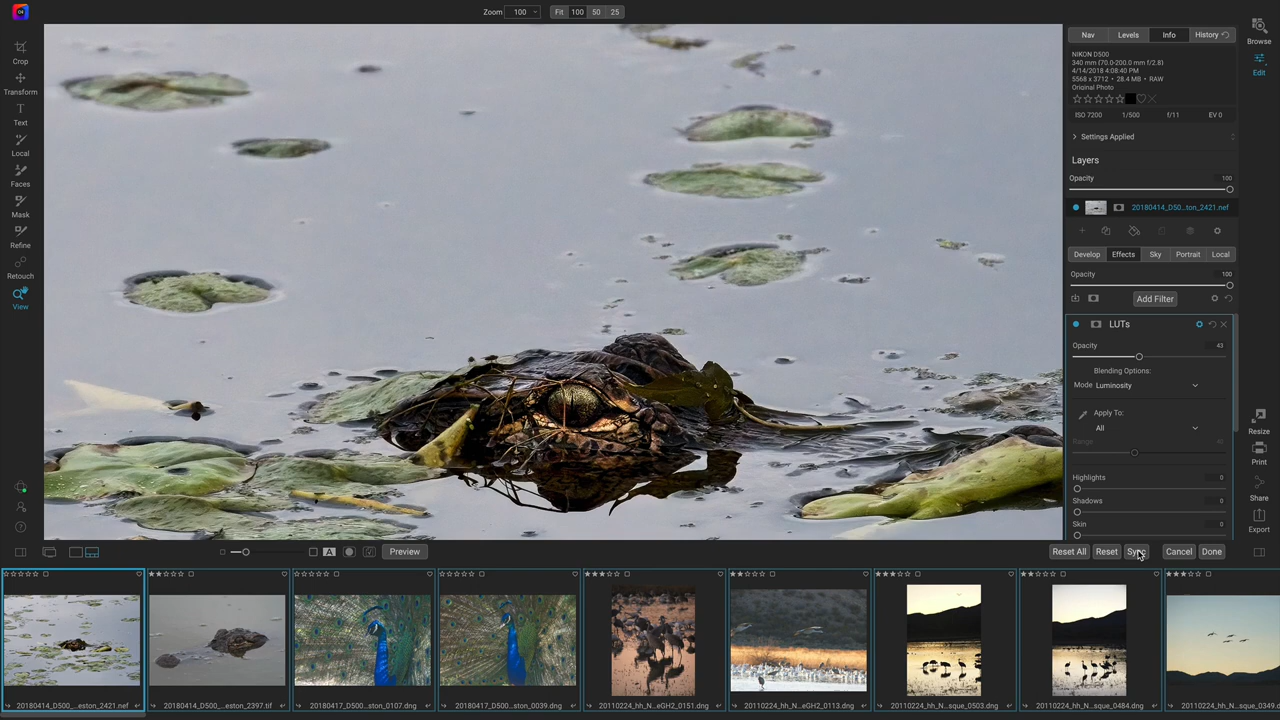 Zoom 100 Fit 100 50 25
Crop
Transform
Text
Local
Faces
Mask
Refine
Retouch
View
Nav Levels Info History
NIKON D500
340 mm (70.0-200.0 mm f/2.8)
4/14/2018 4:08:40 PM
5568 x 3712 • 28.4 MB • RAW
Original Photo
ISO 7200 1/500 f/11 EV 0
Settings Applied
Layers
Opacity 100
20180414_D50...ton_2421.nef
Develop Effects Sky Portrait Local
Opacity 100
Add Filter
LUTs
Opacity 43
Blending Options:
Mode Luminosity
Apply To:
All
Range 40
Highlights 0
Shadows 0
Skin 0
Browse
Edit
Resize
Print
Share
Export
A Preview Reset All Reset Sync Cancel Done
20180414_D500_...eston_2421.nef
20180414_D500_...eston_2397.tif
20180417_D500_...ston_0107.dng
20180417_D500_...ston_0039.dng
20110224_hh_N...eGH2_0151.dng
20110224_hh_N...eGH2_0113.dng
20110224_hh_N...sque_0503.dng
20110224_hh_N...sque_0484.dng
20110224_hh_N...sque_0349.d